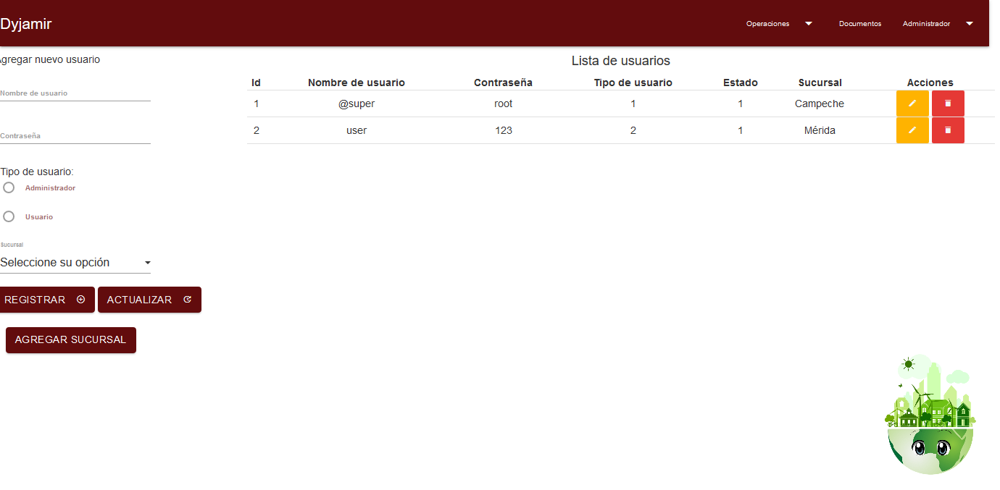 Dyjamir
Operaciones
Documentos
Administrador
Agregar nuevo usuario
Nombre de usuario
Contraseña
Tipo de usuario:
Administrador
Usuario
Sucursal
Seleccione su opción
REGISTRAR
ACTUALIZAR
AGREGAR SUCURSAL
Lista de usuarios
Id Nombre de usuario Contraseña Tipo de usuario Estado Sucursal Acciones
1 @super root 1 1 Campeche
2 user 123 2 1 Mérida